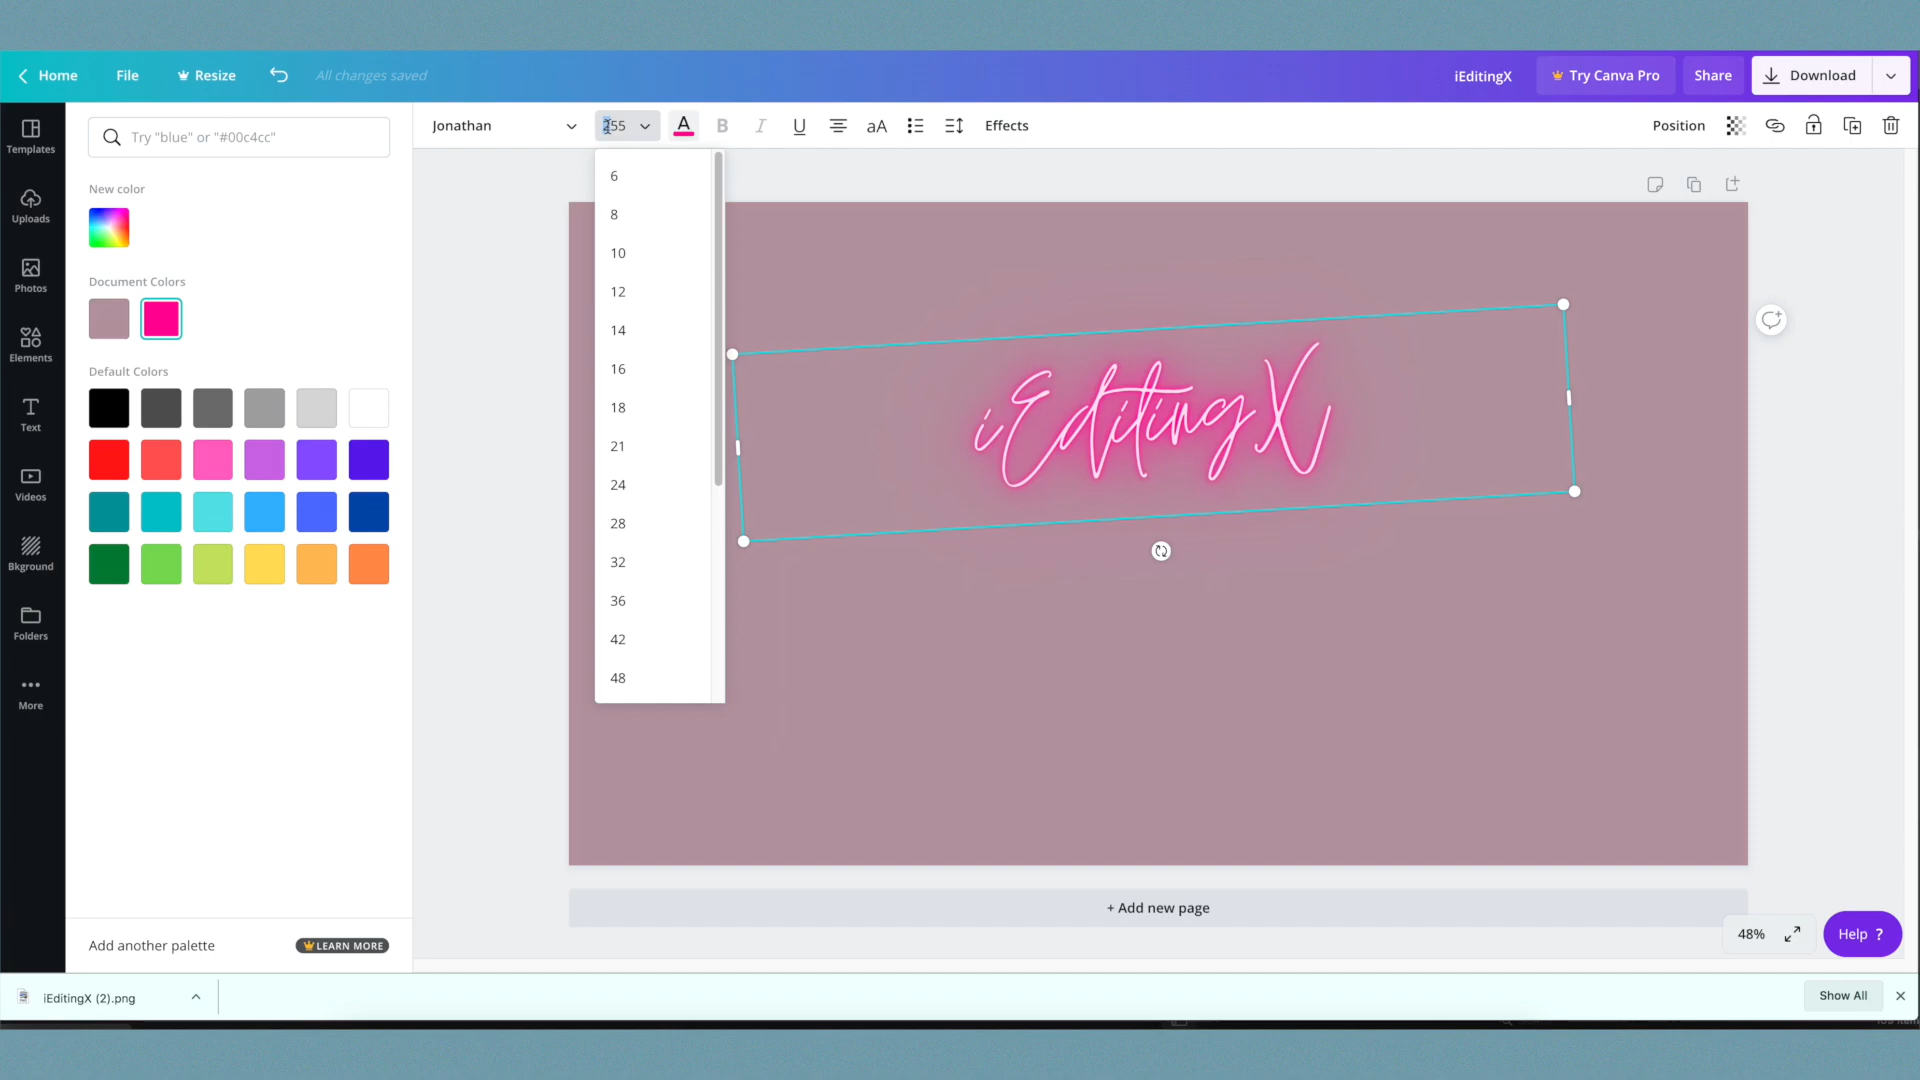 Home
File
Resize
All changes saved
iEditingX
Try Canva Pro
Share
Download
Templates
Uploads
Photos
Elements
Text
Videos
Bkground
Folders
More
Try "blue" or "#00c4cc"
New color
Document Colors
Default Colors
Add another palette
LEARN MORE
Jonathan
255
A
B
I
U
aA
Effects
Position
6
8
10
12
14
16
18
21
24
28
32
36
42
48
iEditingX
+ Add new page
48%
Help ?
iEditingX (2).png
Show All